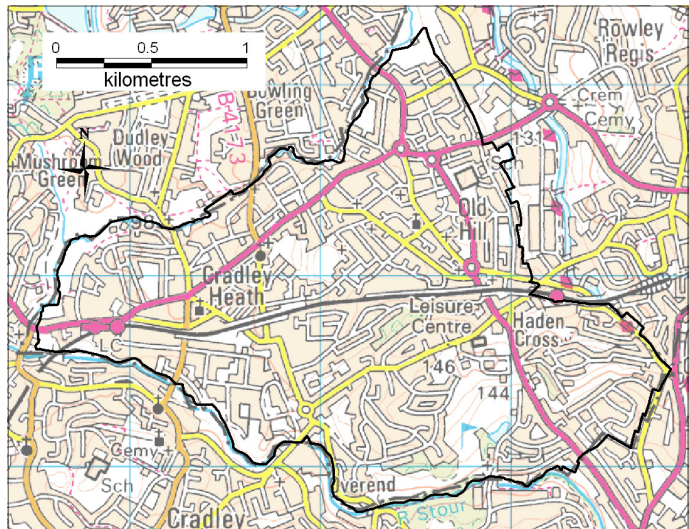 0 0.5 1
kilometres
Rowley
Regis
Bowling
Green
B4173
Crem
Cemy
Dudley
Wood
131
N
Mushroom
Green
98
Old
Hill
Cradley
Heath
Leisure
Centre
Haden
Cross
LC
146
144
Cemy
Sch
Overend
Cradley
R Stour